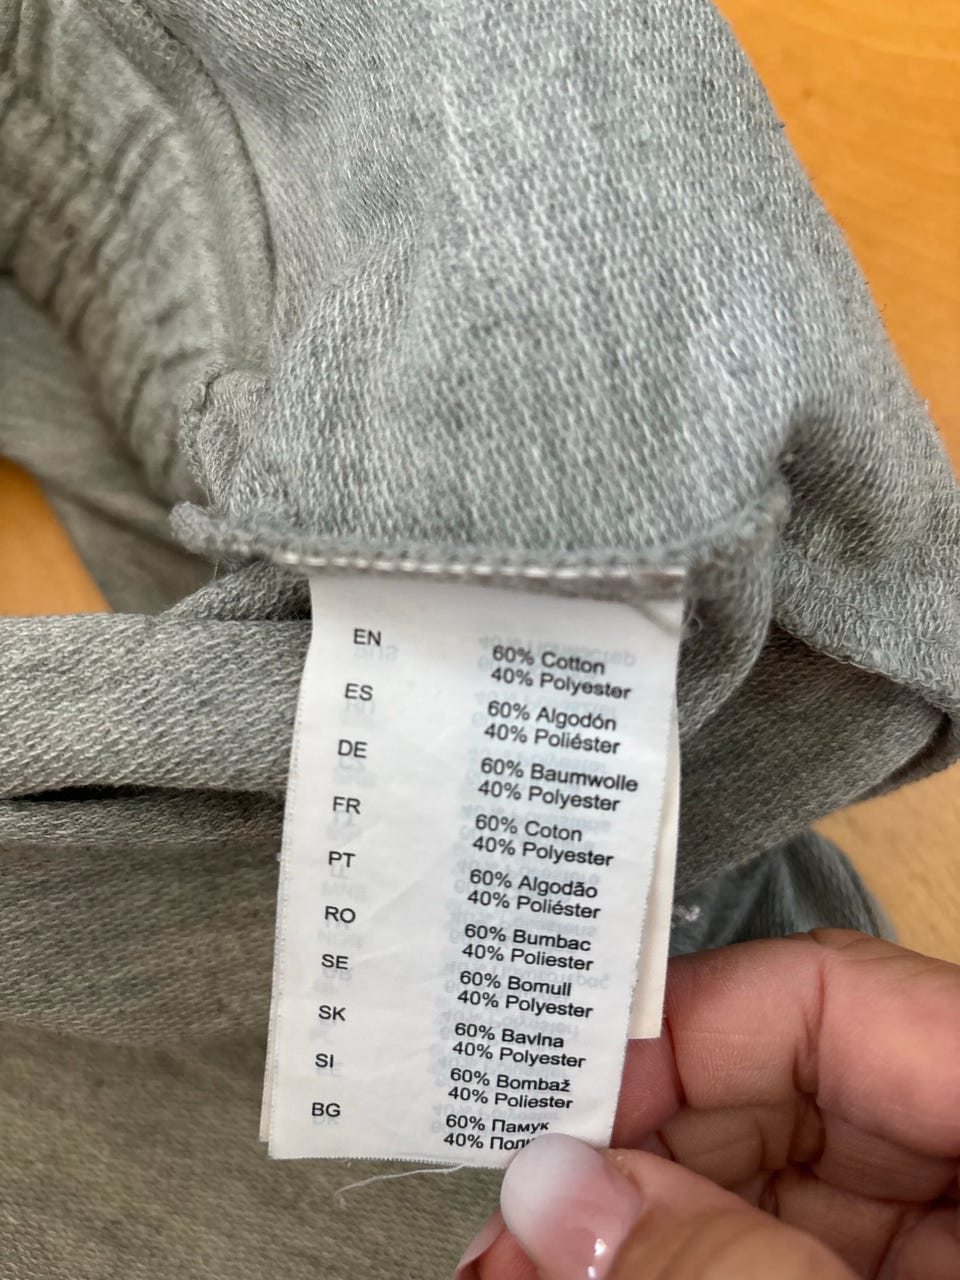 EN
60% Cotton
40% Polyester
ES
60% Algodón
40% Poliéster
DE
60% Baumwolle
40% Polyester
FR
60% Coton
40% Polyester
PT
60% Algodão
40% Poliéster
RO
60% Bumbac
40% Poliester
SE
60% Bomull
40% Polyester
SK
60% Bavlna
40% Polyester
SI
60% Bombaž
40% Poliester
BG
60% Памук
40%